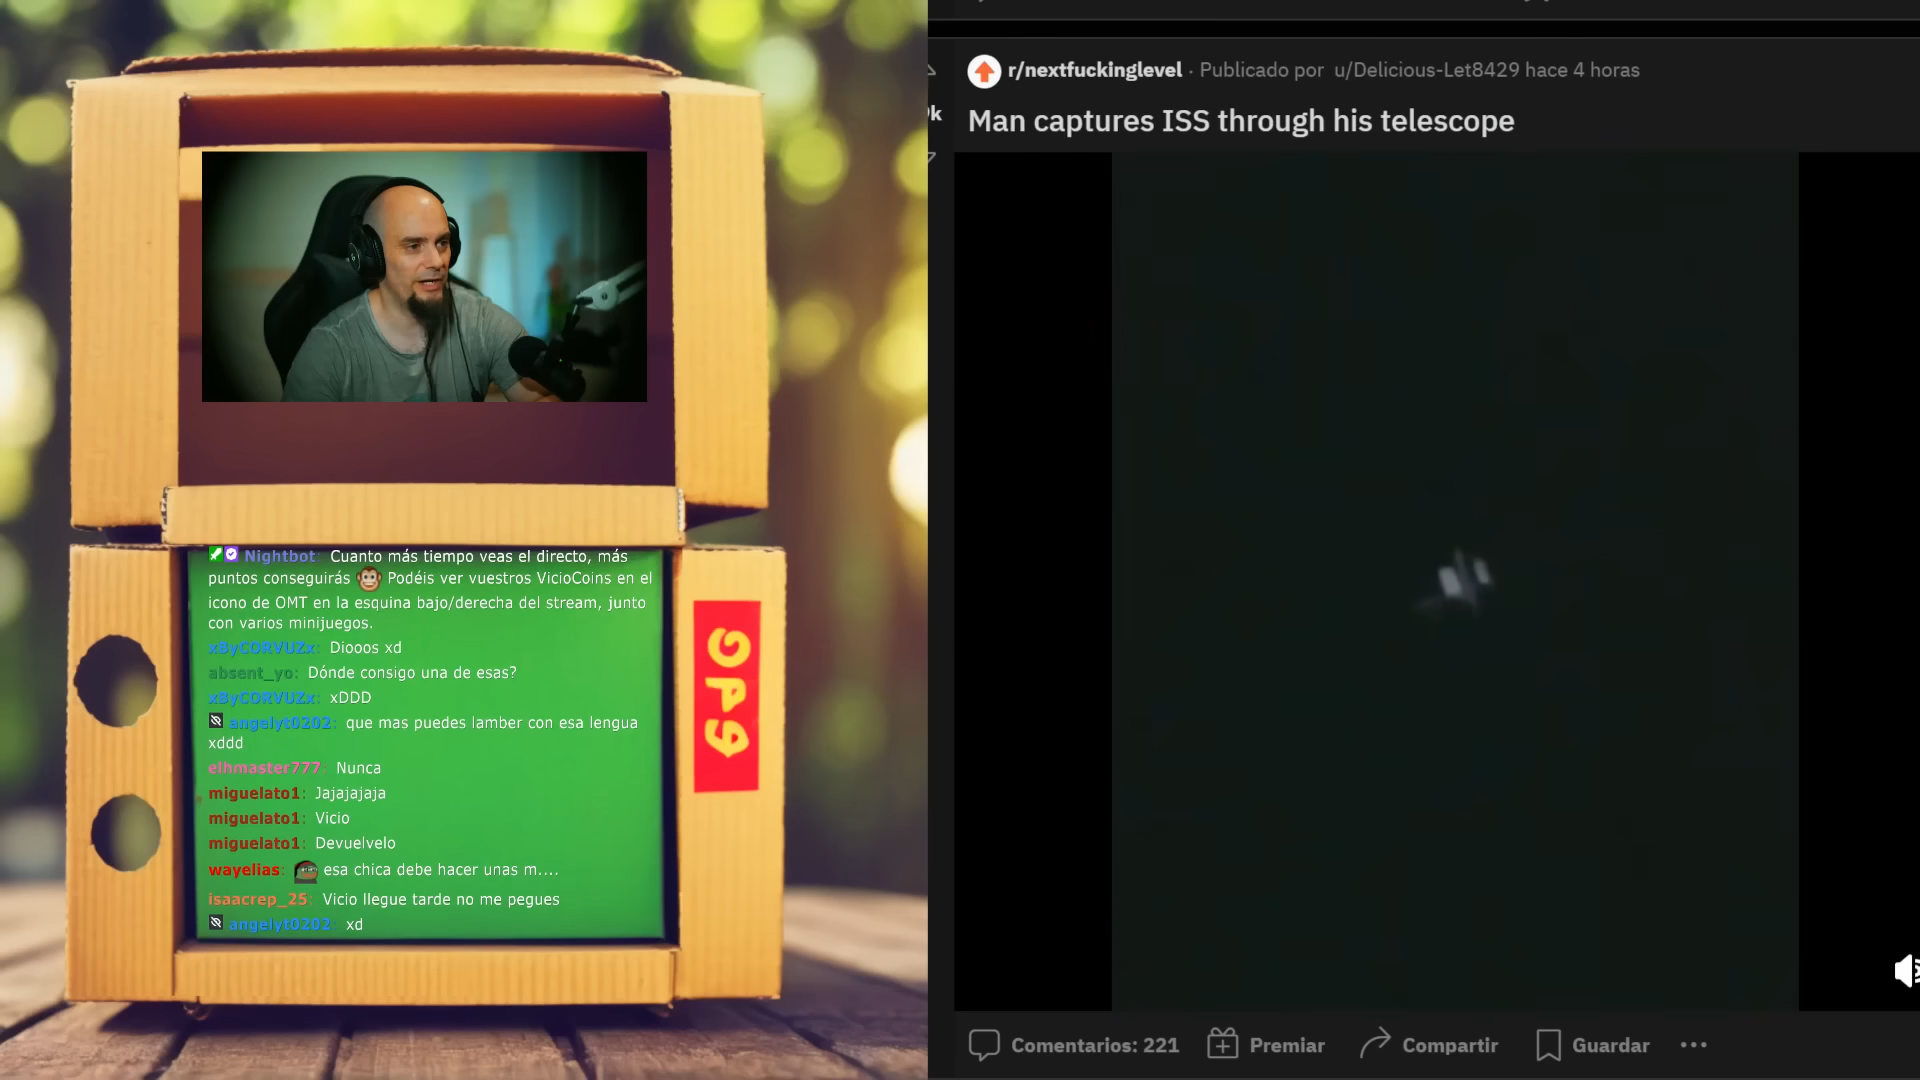 r/nextfuckinglevel · Publicado por u/Delicious-Let8429 hace 4 horas
k
Man captures ISS through his telescope
Nightbot: Cuanto más tiempo veas el directo, más
puntos conseguirás Podéis ver vuestros VicioCoins en el
icono de OMT en la esquina bajo/derecha del stream, junto
con varios minijuegos.
xByCORVUZx: Diooos xd
absent_yo: Dónde consigo una de esas?
xByCORVUZx: xDDD
angelyt0202: que mas puedes lamber con esa lengua
xddd
elhmaster777: Nunca
miguelato1: Jajajajaja
miguelato1: Vicio
miguelato1: Devuelvelo
wayelias: esa chica debe hacer unas m....
isaacrep_25: Vicio llegue tarde no me pegues
angelyt0202: xd
Comentarios: 221 Premiar Compartir Guardar